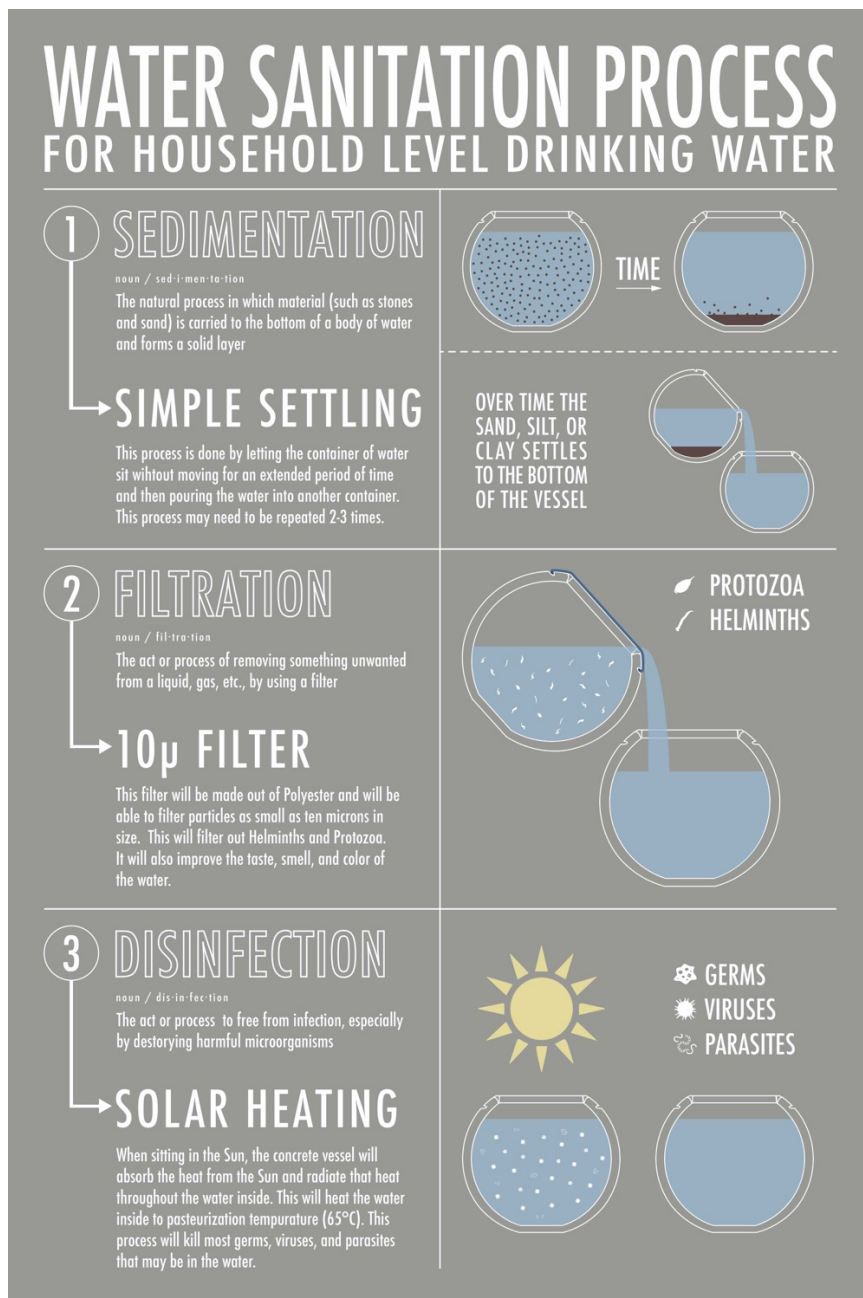 WATER SANITATION PROCESS
FOR HOUSEHOLD LEVEL DRINKING WATER
1 SEDIMENTATION
noun / sed·i·men·ta·tion
The natural process in which material (such as stones
and sand) is carried to the bottom of a body of water
and forms a solid layer
SIMPLE SETTLING
This process is done by letting the container of water
sit wihtout moving for an extended period of time
and then pouring the water into another container.
This process may need to be repeated 2-3 times.
TIME
OVER TIME THE
SAND, SILT, OR
CLAY SETTLES
TO THE BOTTOM
OF THE VESSEL
2 FILTRATION
noun / fil·tra·tion
The act or process of removing something unwanted
from a liquid, gas, etc., by using a filter
10µ FILTER
This filter will be made out of Polyester and will be
able to filter particles as small as ten microns in
size. This will filter out Helminths and Protozoa.
It will also improve the taste, smell, and color of
the water.
PROTOZOA
HELMINTHS
3 DISINFECTION
noun / dis·in·fec·tion
The act or process to free from infection, especially
by destorying harmful microorganisms
SOLAR HEATING
When sitting in the Sun, the concrete vessel will
absorb the heat from the Sun and radiate that heat
throughout the water inside. This will heat the water
inside to pasteurization tempurature (65°C). This
process will kill most germs, viruses, and parasites
that may be in the water.
GERMS
VIRUSES
PARASITES